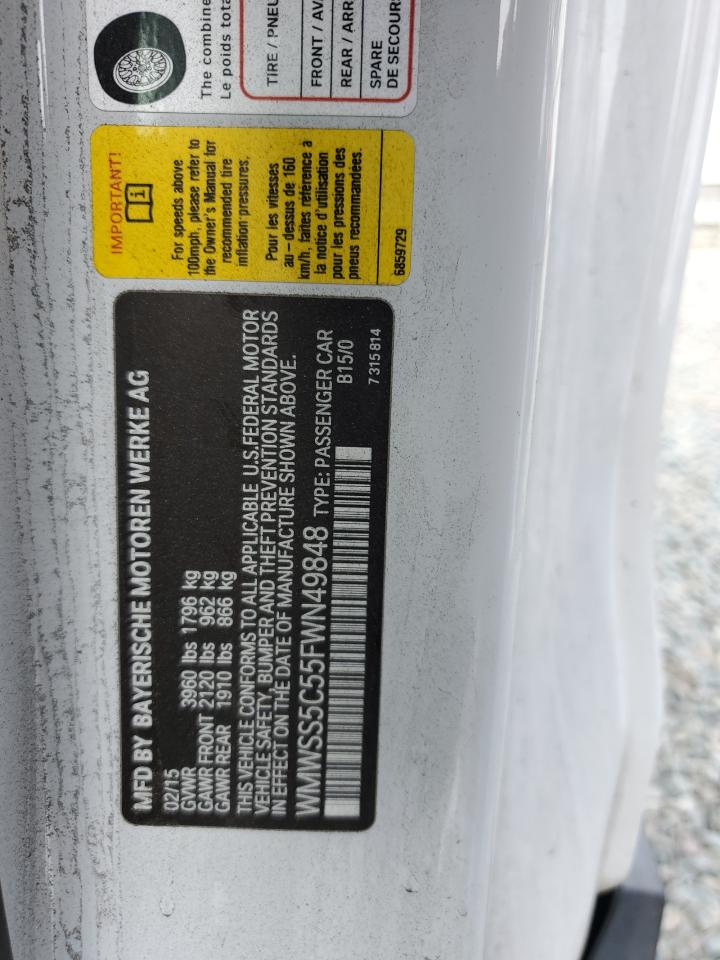 MFD BY BAYERISCHE MOTOREN WERKE AG
02/15
GVWR 3960 lbs 1796 kg
GAWR FRONT 2120 lbs 962 kg
GAWR REAR 1910 lbs 866 kg
THIS VEHICLE CONFORMS TO ALL APPLICABLE U.S.FEDERAL MOTOR
VEHICLE SAFETY, BUMPER AND THEFT PREVENTION STANDARDS
IN EFFECT ON THE DATE OF MANUFACTURE SHOWN ABOVE.
WMWSS5C55FWN49848 TYPE: PASSENGER CAR
B15/0
7 315 814
IMPORTANT!
For speeds above
100mph, please refer to
the Owner's Manual for
recommended tire
inflation pressures.
Pour les vitesses
au-dessus de 160
km/h, faites référence à
la notice d'utilisation
pour les pressions des
pneus recommandées.
6859729
The combine
Le poids tota
TIRE / PNEU
FRONT / AV
REAR / ARR
SPARE
DE SECOUR